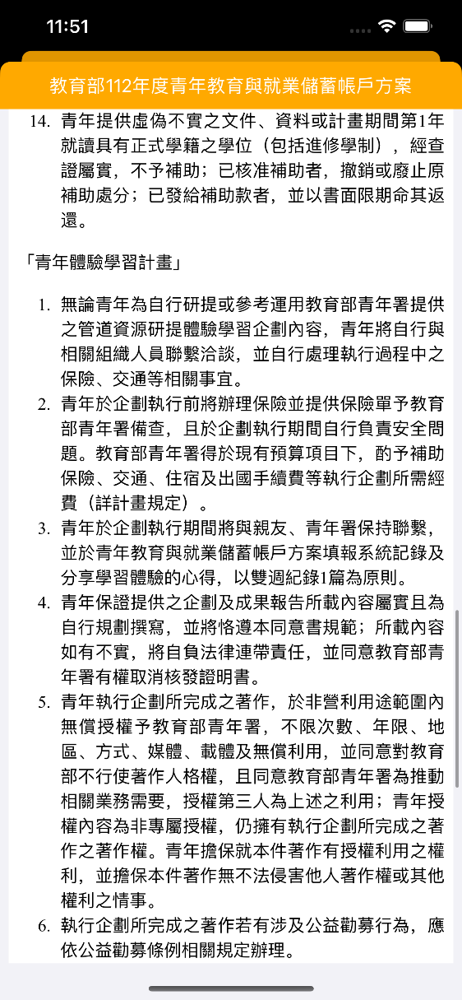 11:51
教育部112年度青年教育與就業儲蓄帳戶方案
14. 青年提供虛偽不實之文件、資料或計畫期間第1年
就讀具有正式學籍之學位（包括進修學制），經查
證屬實，不予補助；已核准補助者，撤銷或廢止原
補助處分；已發給補助款者，並以書面限期命其返
還。
「青年體驗學習計畫」
1. 無論青年為自行研提或參考運用教育部青年署提供
之管道資源研提體驗學習企劃內容，青年將自行與
相關組織人員聯繫洽談，並自行處理執行過程中之
保險、交通等相關事宜。
2. 青年於企劃執行前將辦理保險並提供保險單予教育
部青年署備查，且於企劃執行期間自行負責安全問
題。教育部青年署得於現有預算項目下，酌予補助
保險、交通、住宿及出國手續費等執行企劃所需經
費（詳計畫規定）。
3. 青年於企劃執行期間將與親友、青年署保持聯繫，
並於青年教育與就業儲蓄帳戶方案填報系統記錄及
分享學習體驗的心得，以雙週紀錄1篇為原則。
4. 青年保證提供之企劃及成果報告所載內容屬實且為
自行規劃撰寫，並將恪遵本同意書規範；所載內容
如有不實，將自負法律連帶責任，並同意教育部青
年署有權取消核發證明書。
5. 青年執行企劃所完成之著作，於非營利用途範圍內
無償授權予教育部青年署，不限次數、年限、地
區、方式、媒體、載體及無償利用，並同意對教育
部不行使著作人格權，且同意教育部青年署為推動
相關業務需要，授權第三人為上述之利用；青年授
權內容為非專屬授權，仍擁有執行企劃所完成之著
作之著作權。青年擔保就本件著作有授權利用之權
利，並擔保本件著作無不法侵害他人著作權或其他
權利之情事。
6. 執行企劃所完成之著作若有涉及公益勸募行為，應
依公益勸募條例相關規定辦理。